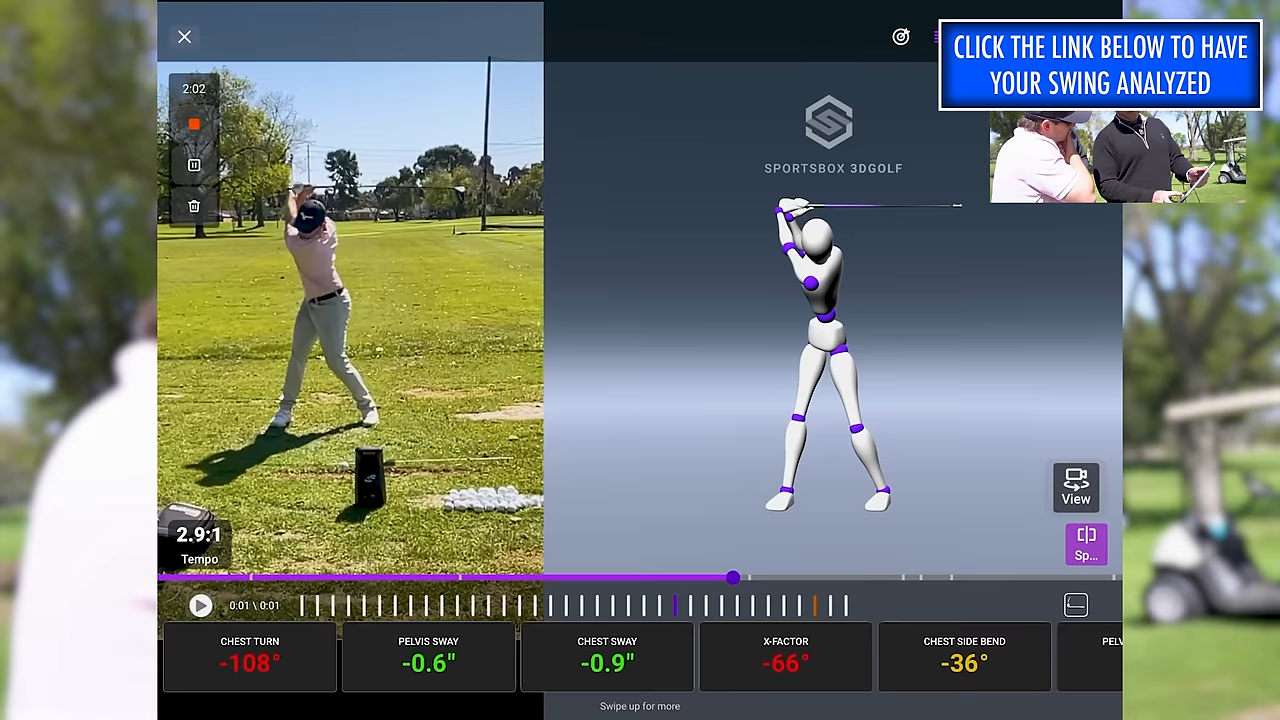 CLICK THE LINK BELOW TO HAVE
YOUR SWING ANALYZED
2:02
SPORTSBOX 3DGOLF
View
Sp...
2.9:1
Tempo
0:01 \ 0:01
CHEST TURN
-108°
PELVIS SWAY
-0.6"
CHEST SWAY
-0.9"
X-FACTOR
-66°
CHEST SIDE BEND
-36°
PELV
Swipe up for more